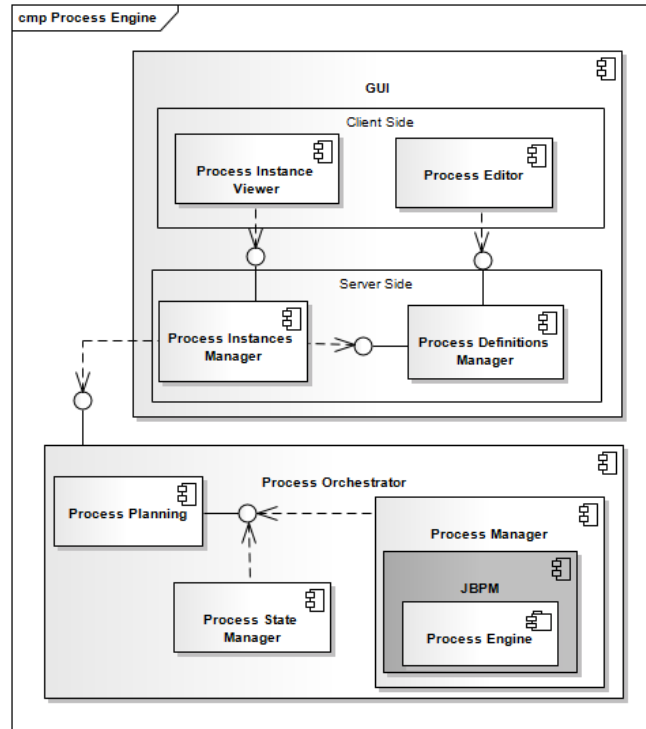 cmp Process Engine
GUI
Client Side
Process Instance
Viewer
Process Editor
Server Side
Process Instances
Manager
Process Definitions
Manager
Process Orchestrator
Process Planning
Process Manager
JBPM
Process State
Manager
Process Engine